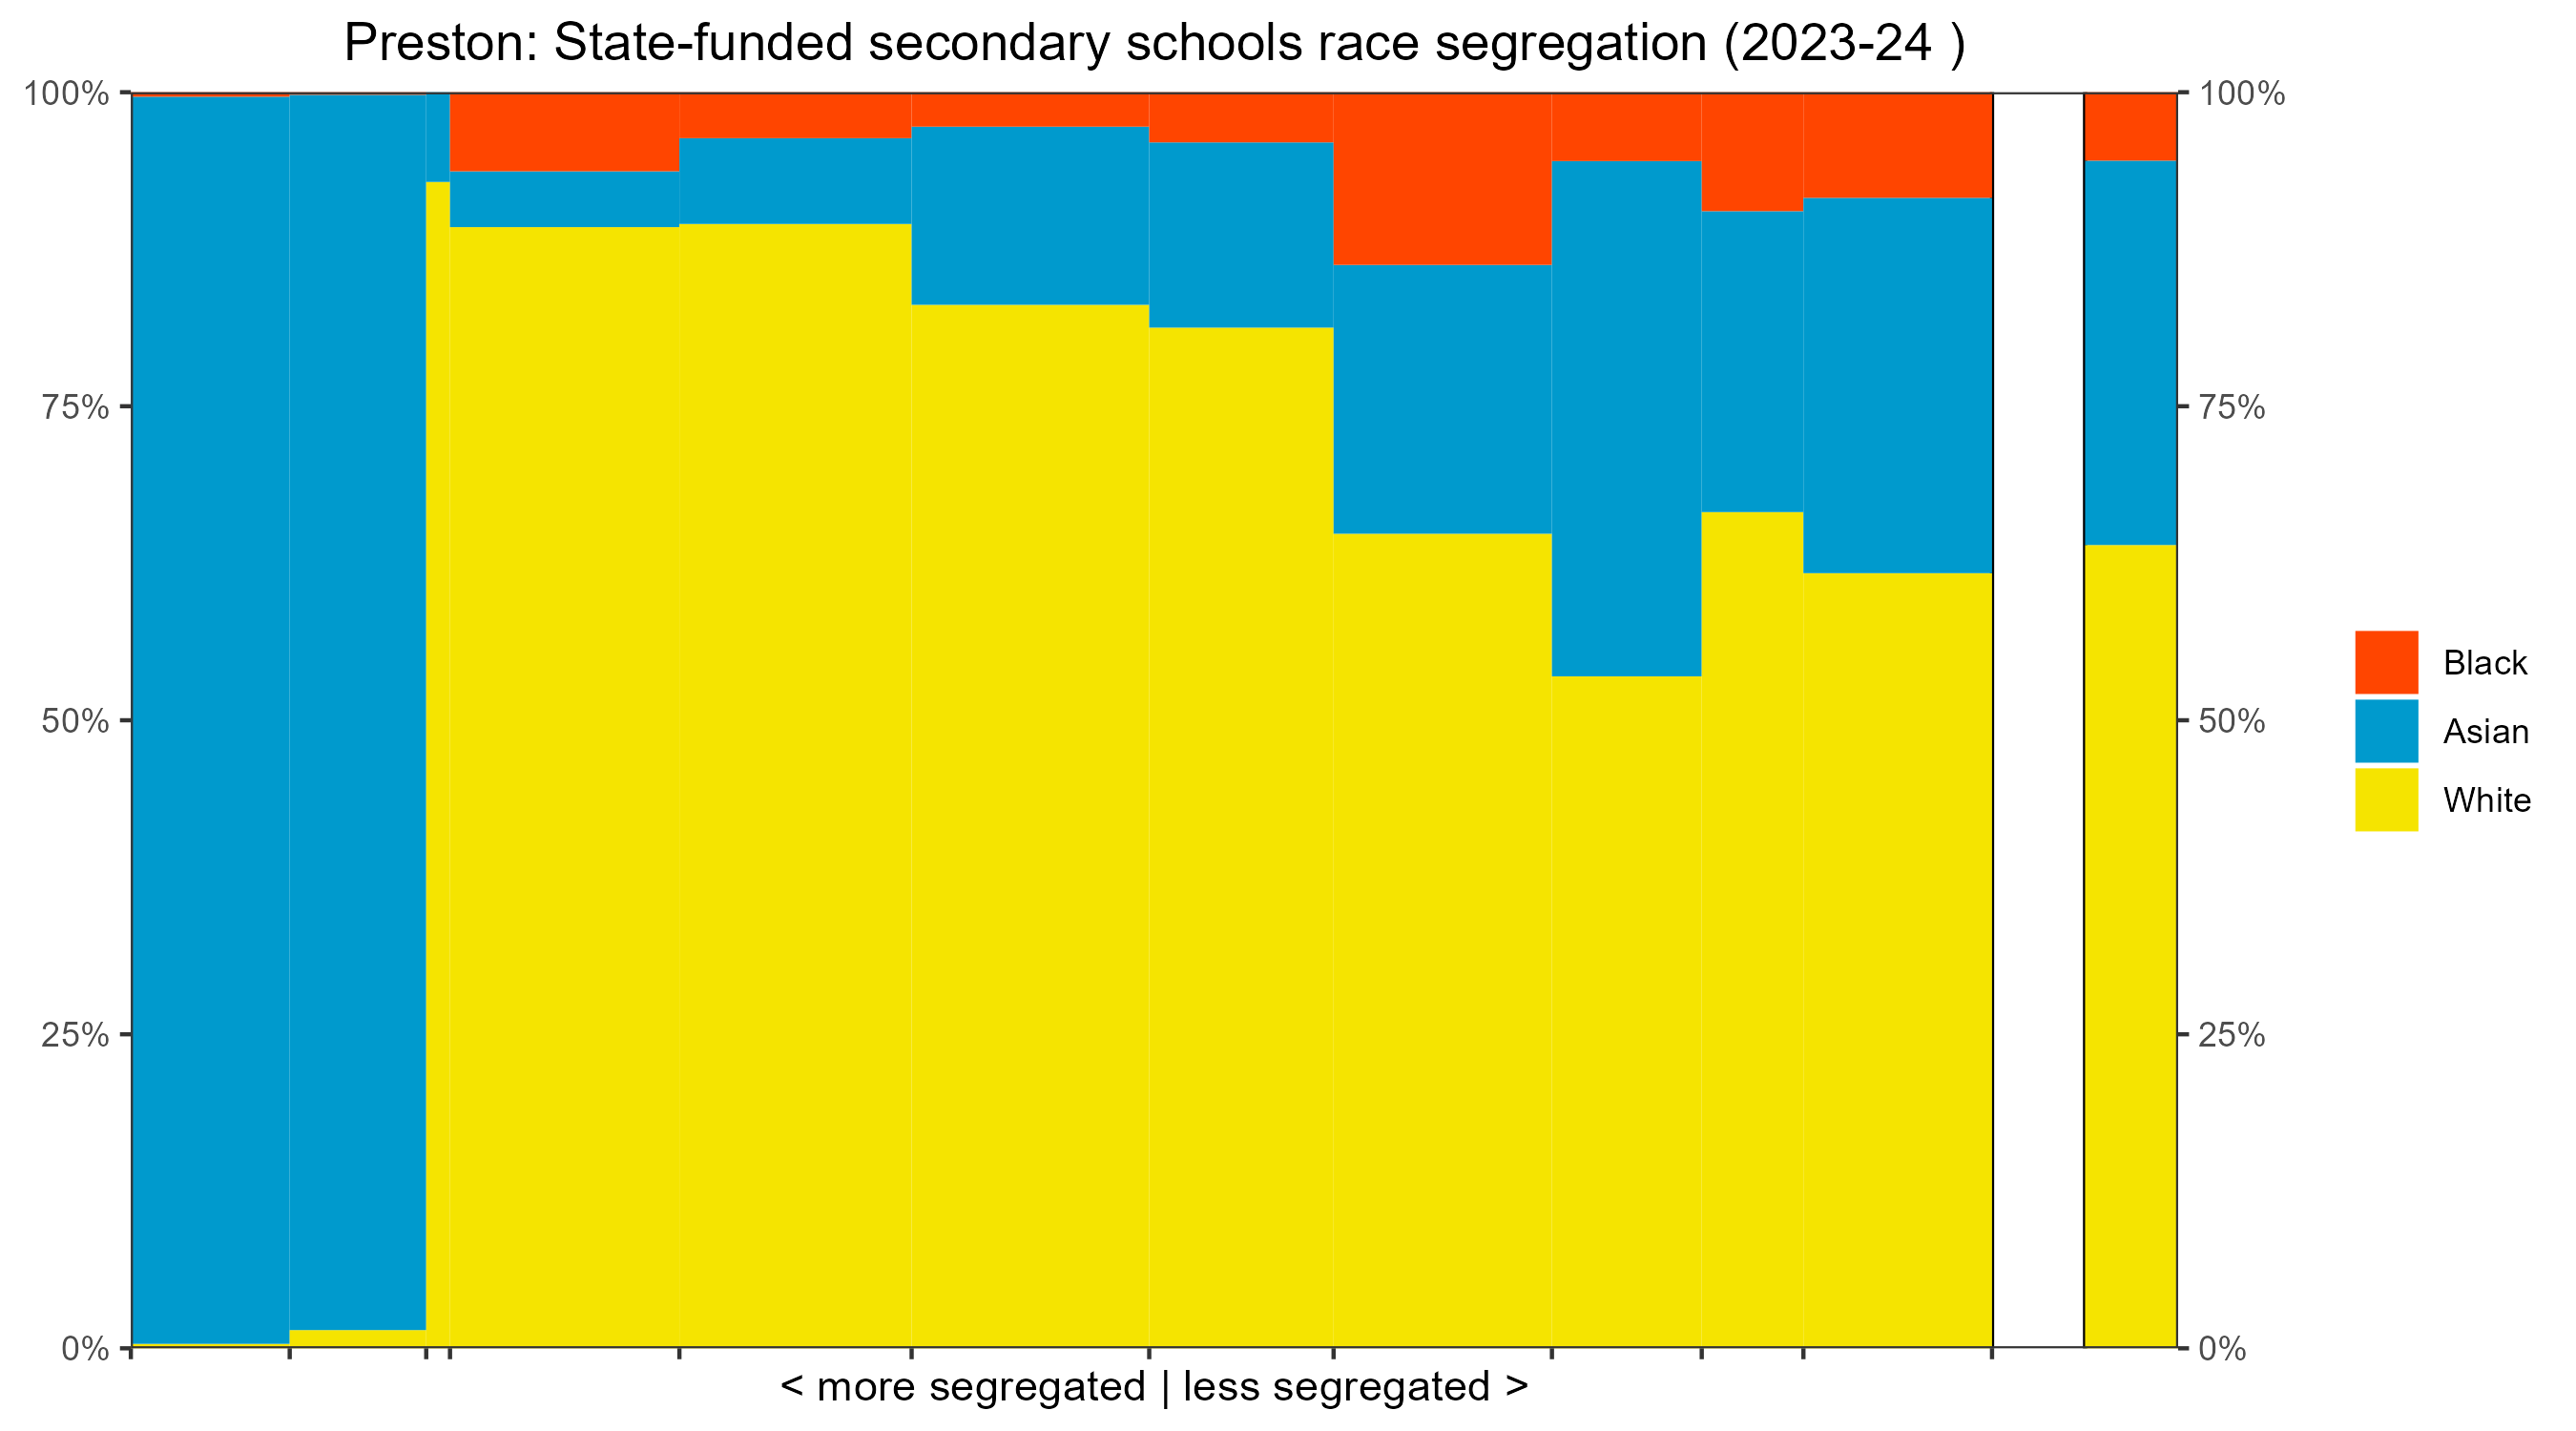 Preston: State-funded secondary schools race segregation (2023-24 )
100%
75%
50%
25%
0%
100%
75%
50%
25%
0%
Black
Asian
White
< more segregated | less segregated >